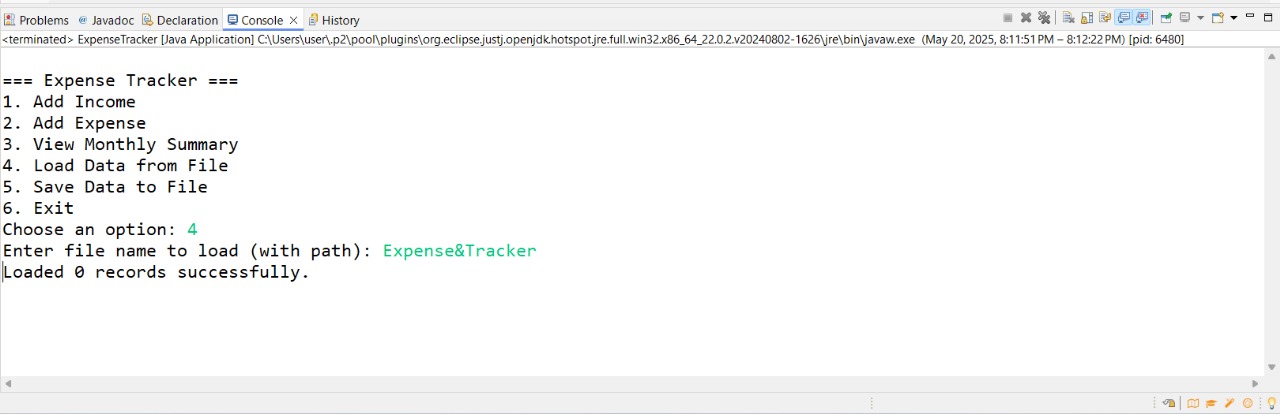 Problems @ Javadoc Declaration Console × History
<terminated> ExpenseTracker [Java Application] C:\Users\user\.p2\pool\plugins\org.eclipse.justj.openjdk.hotspot.jre.full.win32.x86_64_22.0.2.v20240802-1626\jre\bin\javaw.exe (May 20, 2025, 8:11:51 PM – 8:12:22 PM) [pid: 6480]
=== Expense Tracker ===
1. Add Income
2. Add Expense
3. View Monthly Summary
4. Load Data from File
5. Save Data to File
6. Exit
Choose an option: 4
Enter file name to load (with path): Expense&Tracker
Loaded 0 records successfully.